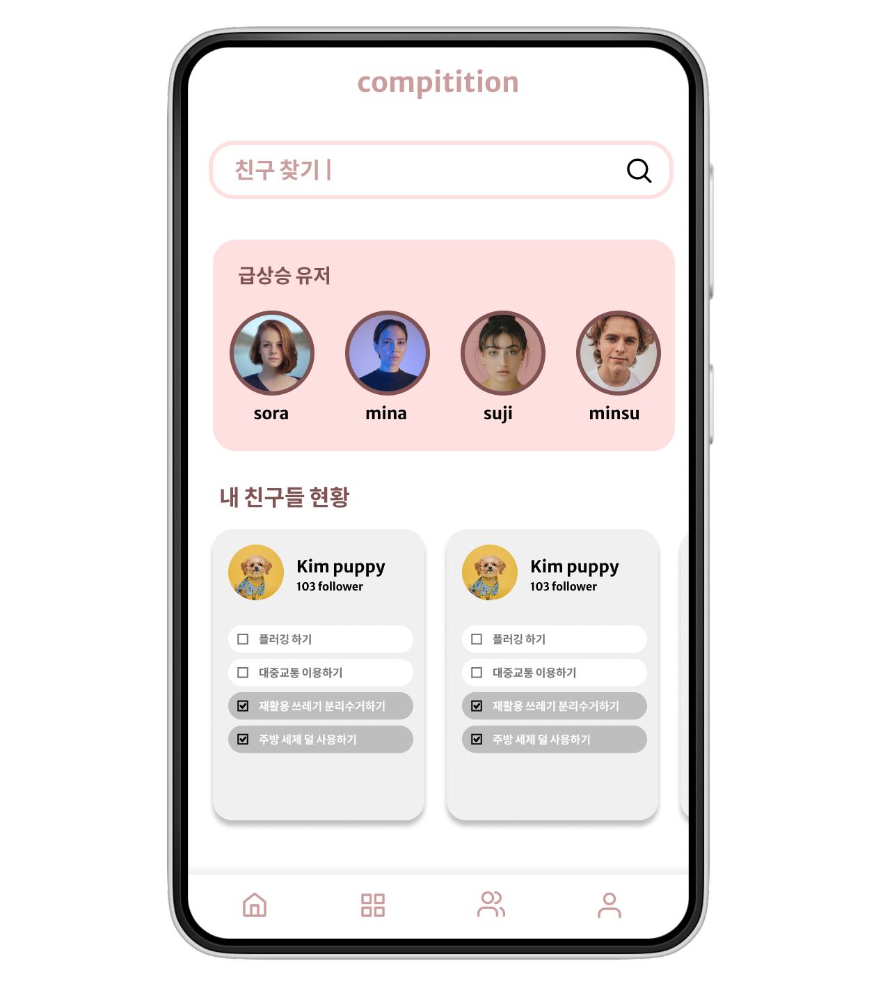 compitition
친구 찾기 |
급상승 유저
sora
mina
suji
minsu
내 친구들 현황
Kim puppy
103 follower
플러깅 하기
대중교통 이용하기
재활용 쓰레기 분리수거하기
주방 세제 덜 사용하기
Kim puppy
103 follower
플러깅 하기
대중교통 이용하기
재활용 쓰레기 분리수거하기
주방 세제 덜 사용하기